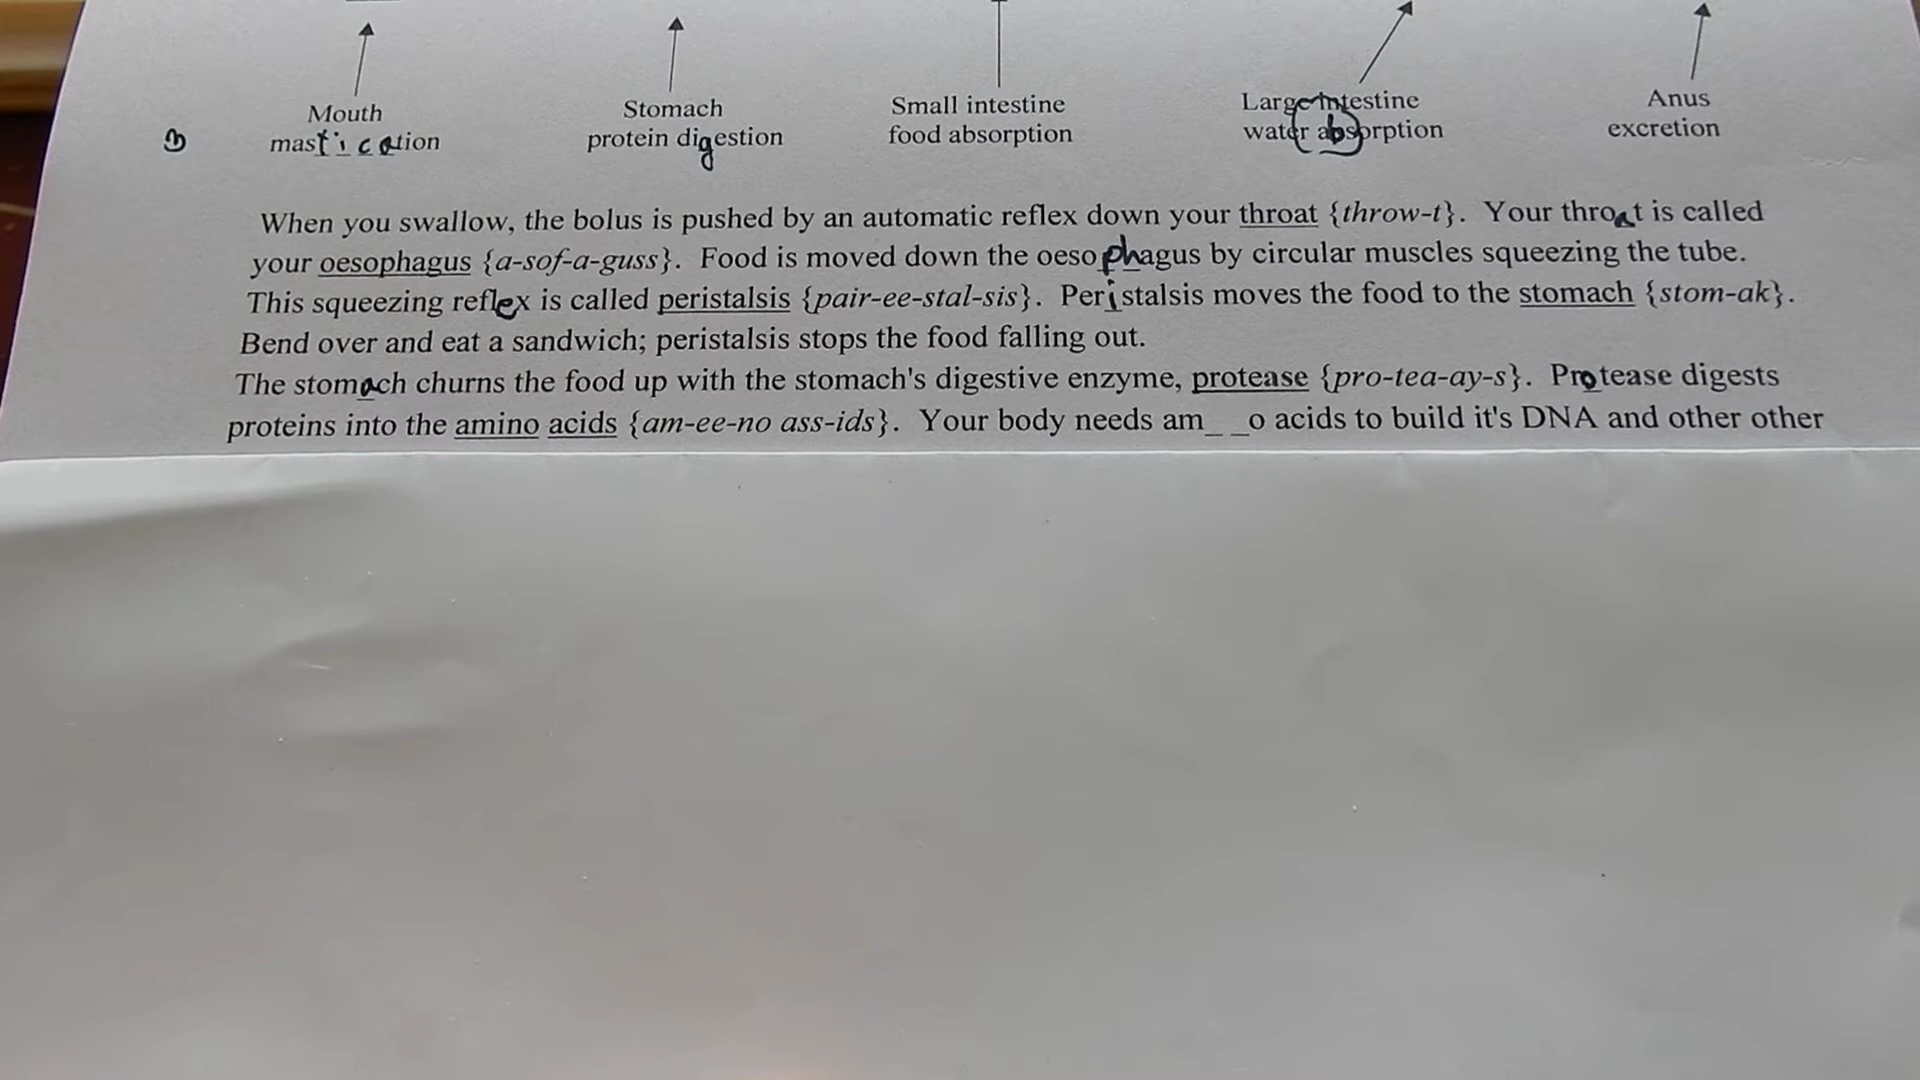 Mouth Stomach Small intestine Large intestine Anus
mastication protein digestion food absorption water absorption excretion
When you swallow, the bolus is pushed by an automatic reflex down your throat {throw-t}. Your throat is called
your oesophagus {a-sof-a-guss}. Food is moved down the oesophagus by circular muscles squeezing the tube.
This squeezing reflex is called peristalsis {pair-ee-stal-sis}. Peristalsis moves the food to the stomach {stom-ak}.
Bend over and eat a sandwich; peristalsis stops the food falling out.
The stomach churns the food up with the stomach's digestive enzyme, protease {pro-tea-ay-s}. Protease digests
proteins into the amino acids {am-ee-no ass-ids}. Your body needs am_ _o acids to build it's DNA and other other